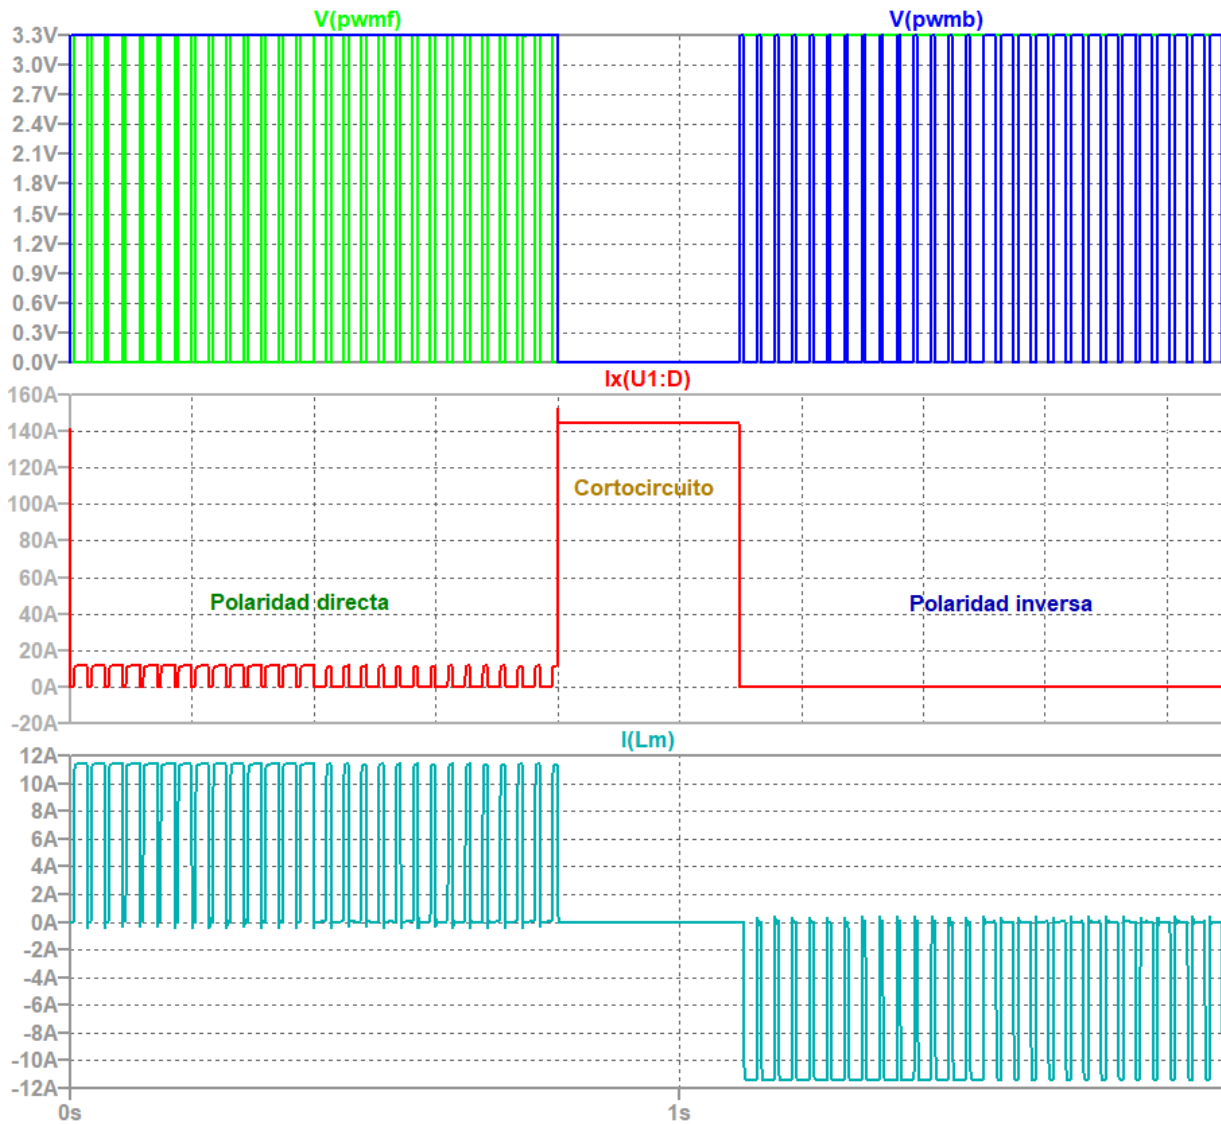 V(pwmf) V(pwmb)
3.3V
3.0V
2.7V
2.4V
2.1V
1.8V
1.5V
1.2V
0.9V
0.6V
0.3V
0.0V
Ix(U1:D)
160A
140A
120A
100A
80A
60A
40A
20A
0A
-20A
Cortocircuito
Polaridad directa
Polaridad inversa
I(Lm)
12A
10A
8A
6A
4A
2A
0A
-2A
-4A
-6A
-8A
-10A
-12A
0s 1s